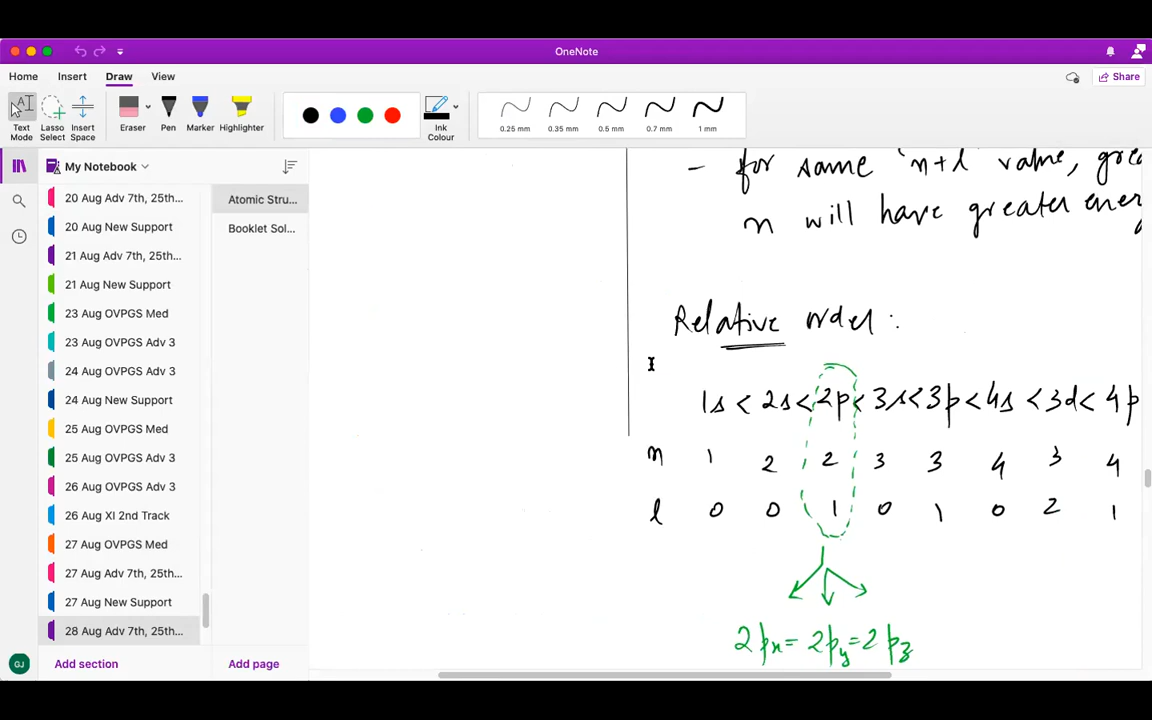 OneNote
Home Insert Draw View
Share
Text Mode
Lasso Select
Insert Space
Eraser
Pen
Marker
Highlighter
Ink Colour
0.25 mm 0.35 mm 0.5 mm 0.7 mm 1 mm
My Notebook
20 Aug Adv 7th, 25th...
20 Aug New Support
21 Aug Adv 7th, 25th...
21 Aug New Support
23 Aug OVPGS Med
23 Aug OVPGS Adv 3
24 Aug OVPGS Adv 3
24 Aug New Support
25 Aug OVPGS Med
25 Aug OVPGS Adv 3
26 Aug OVPGS Adv 3
26 Aug XI 2nd Track
27 Aug OVPGS Med
27 Aug Adv 7th, 25th...
27 Aug New Support
28 Aug Adv 7th, 25th...
Add section
GJ
Atomic Stru...
Booklet Sol...
Add page
- for same 'n+l' value, grea
n will have greater ener
Relative order :
1s < 2s < 2p < 3s < 3p < 4s < 3d < 4p
n 1 2 2 3 3 4 3 4
l 0 0 1 0 1 0 2 1
2px = 2py = 2pz